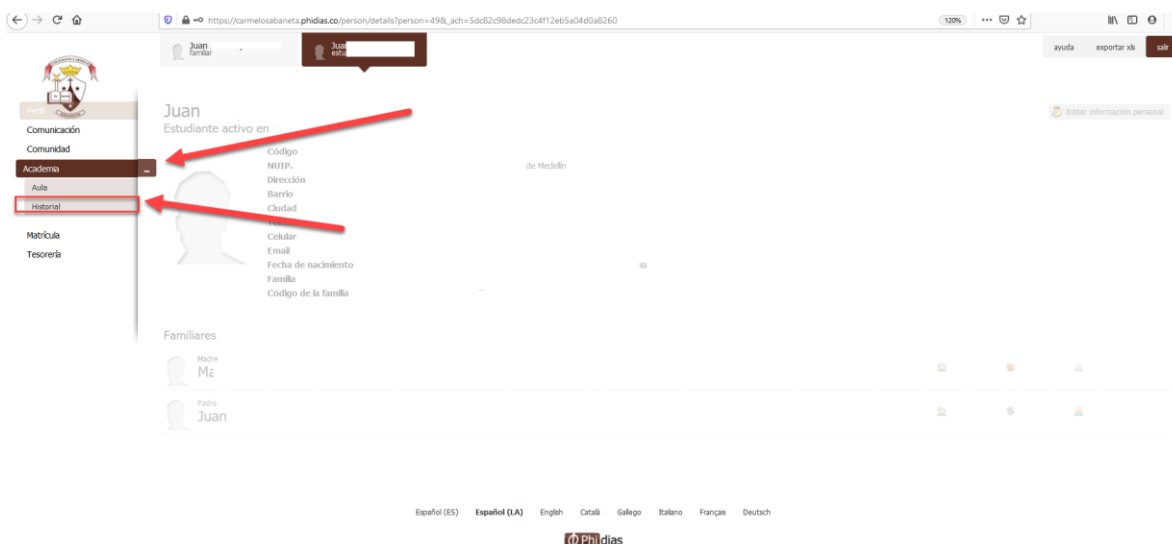 https://carmelosabaneta.phidias.co/person/details?person=49&_ach=5dc82c98dedc23c4f12eb5a04d0a8260
120%
Juan
familiar
Juan
estu
ayuda exportar xls salir
Perfil
Comunicación
Comunidad
Academia
Aula
Historial
Matrícula
Tesorería
Juan
Estudiante activo en
Editar información personal
Código
NUIP. de Medellín
Dirección
Barrio
Ciudad
Celular
Email
Fecha de nacimiento
Familia
Código de la familia
Familiares
Madre
Ma
Padre
Juan
Español (ES) Español (LA) English Català Gallego Italiano Français Deutsch
Phidias